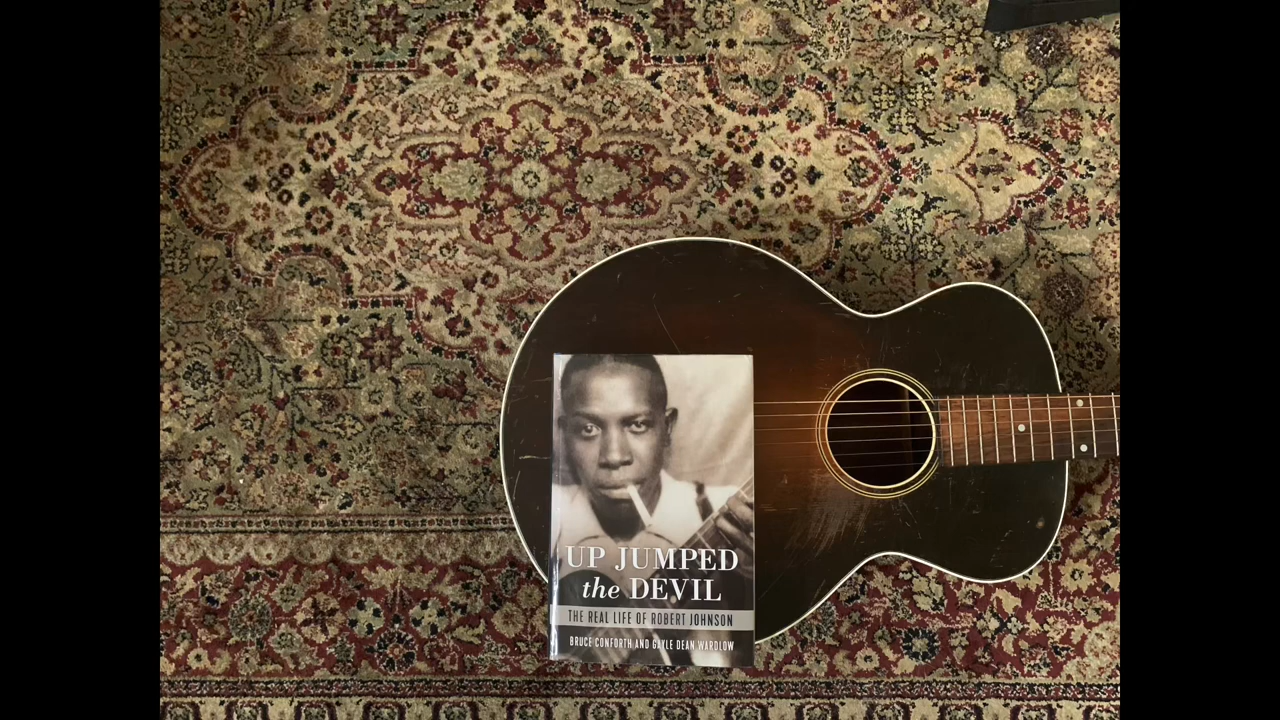 UP JUMPED
the DEVIL
THE REAL LIFE OF ROBERT JOHNSON
BRUCE CONFORTH AND GAYLE DEAN WARDLOW